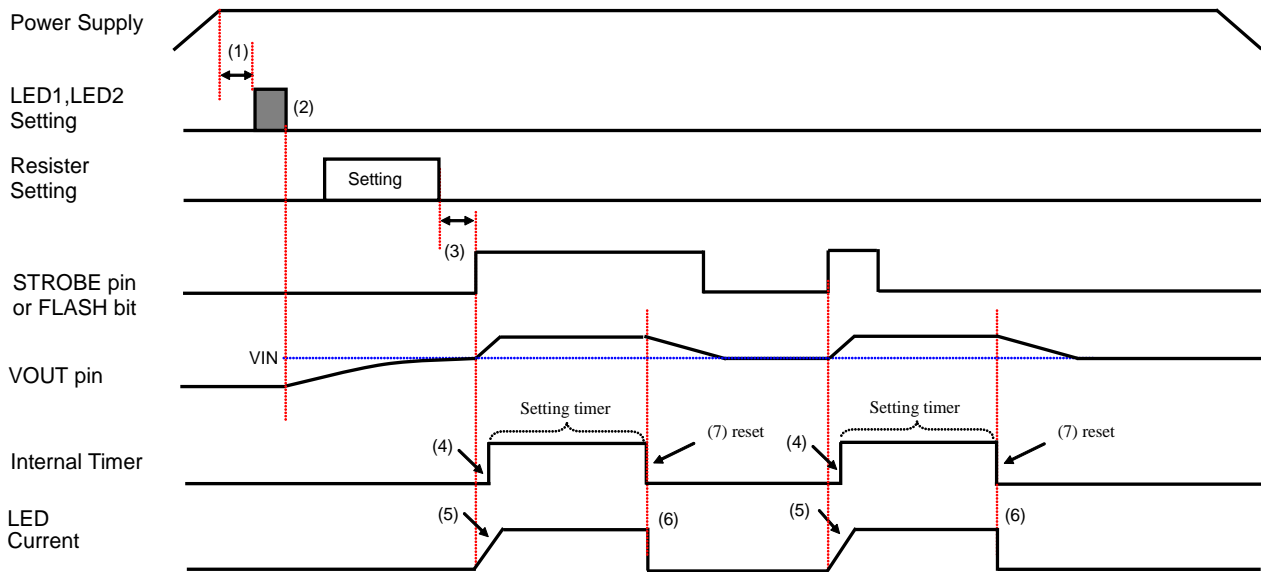 Power Supply
(1)
LED1,LED2
Setting
(2)
Resister
Setting
Setting
(3)
STROBE pin
or FLASH bit
VIN
VOUT pin
Setting timer
Setting timer
(4)
(7) reset
(4)
(7) reset
Internal Timer
(5)
(6)
(5)
(6)
LED
Current